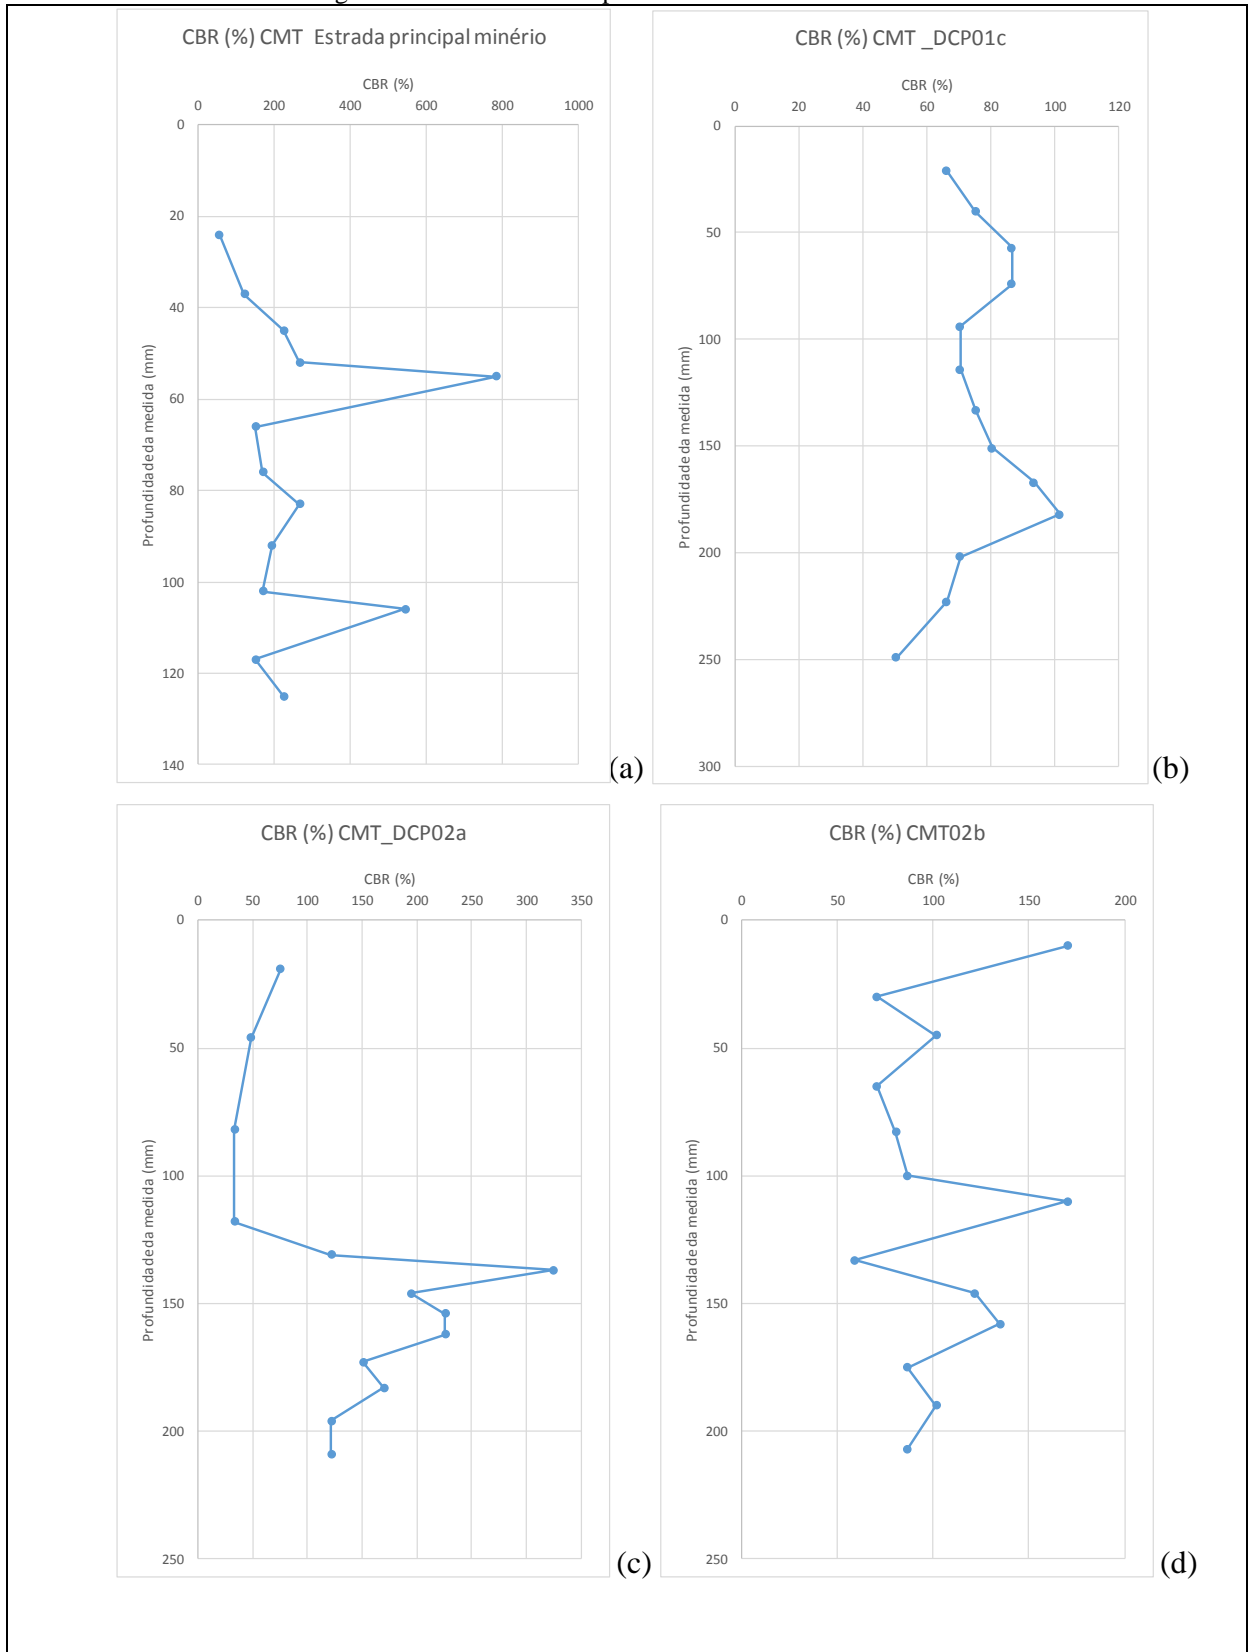 CBR (%) CMT Estrada principal minério
CBR (%)
0 200 400 600 800 1000
0
20
40
60
80
100
120
140
Profundidade da medida (mm)
(a)
CBR (%) CMT _DCP01c
CBR (%)
0 20 40 60 80 100 120
0
50
100
150
200
250
300
Profundidade da medida (mm)
(b)
CBR (%) CMT_DCP02a
CBR (%)
0 50 100 150 200 250 300 350
0
50
100
150
200
250
Profundidade da medida (mm)
(c)
CBR (%) CMT02b
CBR (%)
0 50 100 150 200
0
50
100
150
200
250
Profundidade da medida (mm)
(d)